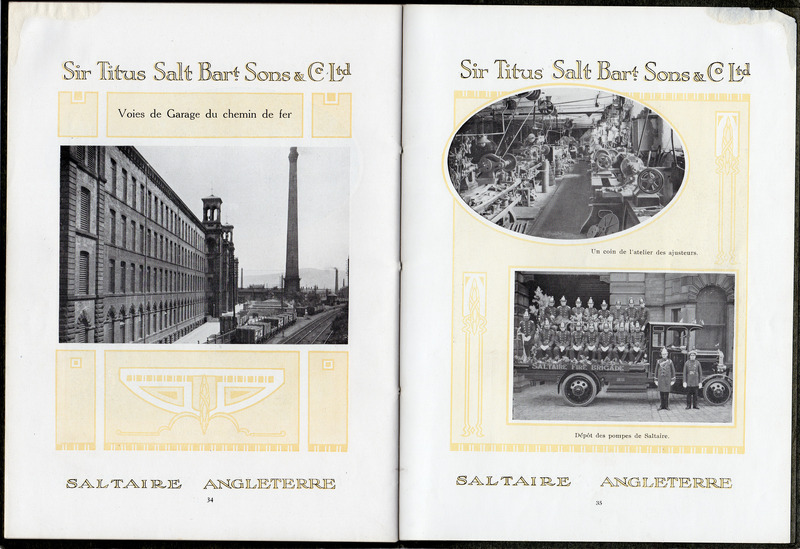 Sir Titus Salt Bart. Sons & Co. Ltd
Voies de Garage du chemin de fer
SALTAIRE ANGLETERRE
34
Sir Titus Salt Bart. Sons & Co. Ltd
Un coin de l'atelier des ajusteurs.
SALTAIRE FIRE BRIGADE
Dépôt des pompes de Saltaire.
SALTAIRE ANGLETERRE
35